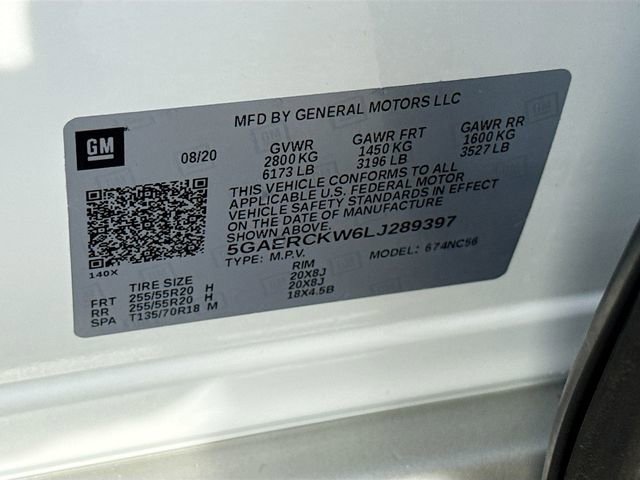 MFD BY GENERAL MOTORS LLC
GM
08/20
GVWR
2800 KG
6173 LB
GAWR FRT
1450 KG
3196 LB
GAWR RR
1600 KG
3527 LB
THIS VEHICLE CONFORMS TO ALL
APPLICABLE U.S. FEDERAL MOTOR
VEHICLE SAFETY STANDARDS IN EFFECT
ON THE DATE OF MANUFACTURE
SHOWN ABOVE.
5GAERCKW6LJ289397
TYPE: M.P.V. MODEL: 674NC56
140X
TIRE SIZE RIM
FRT 255/55R20 H 20X8J
RR 255/55R20 H 20X8J
SPA T135/70R18 M 18X4.5B